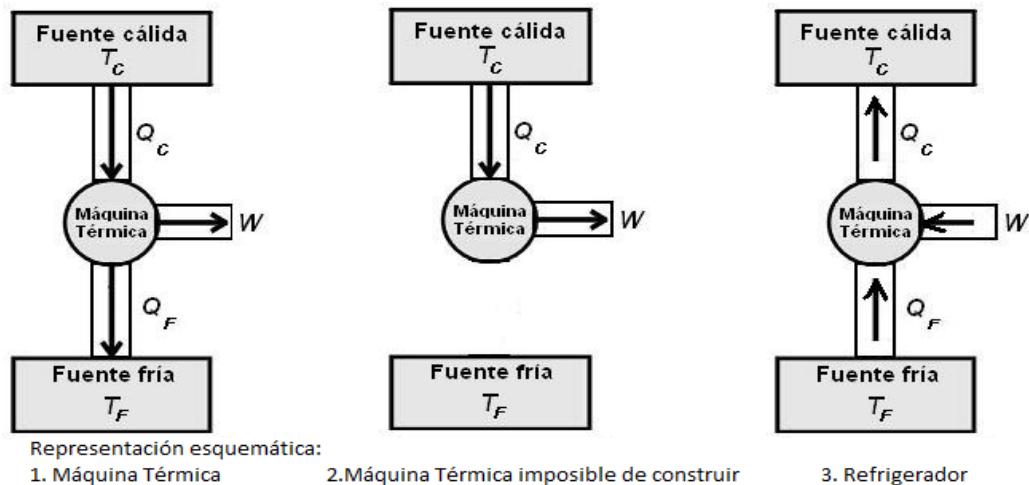 Fuente cálida
T_C
Q_C
Máquina
Térmica
W
Q_F
Fuente fría
T_F
Fuente cálida
T_C
Q_C
Máquina
Térmica
W
Fuente fría
T_F
Fuente cálida
T_C
Q_C
Máquina
Térmica
W
Q_F
Fuente fría
T_F
Representación esquemática:
1. Máquina Térmica
2.Máquina Térmica imposible de construir
3. Refrigerador